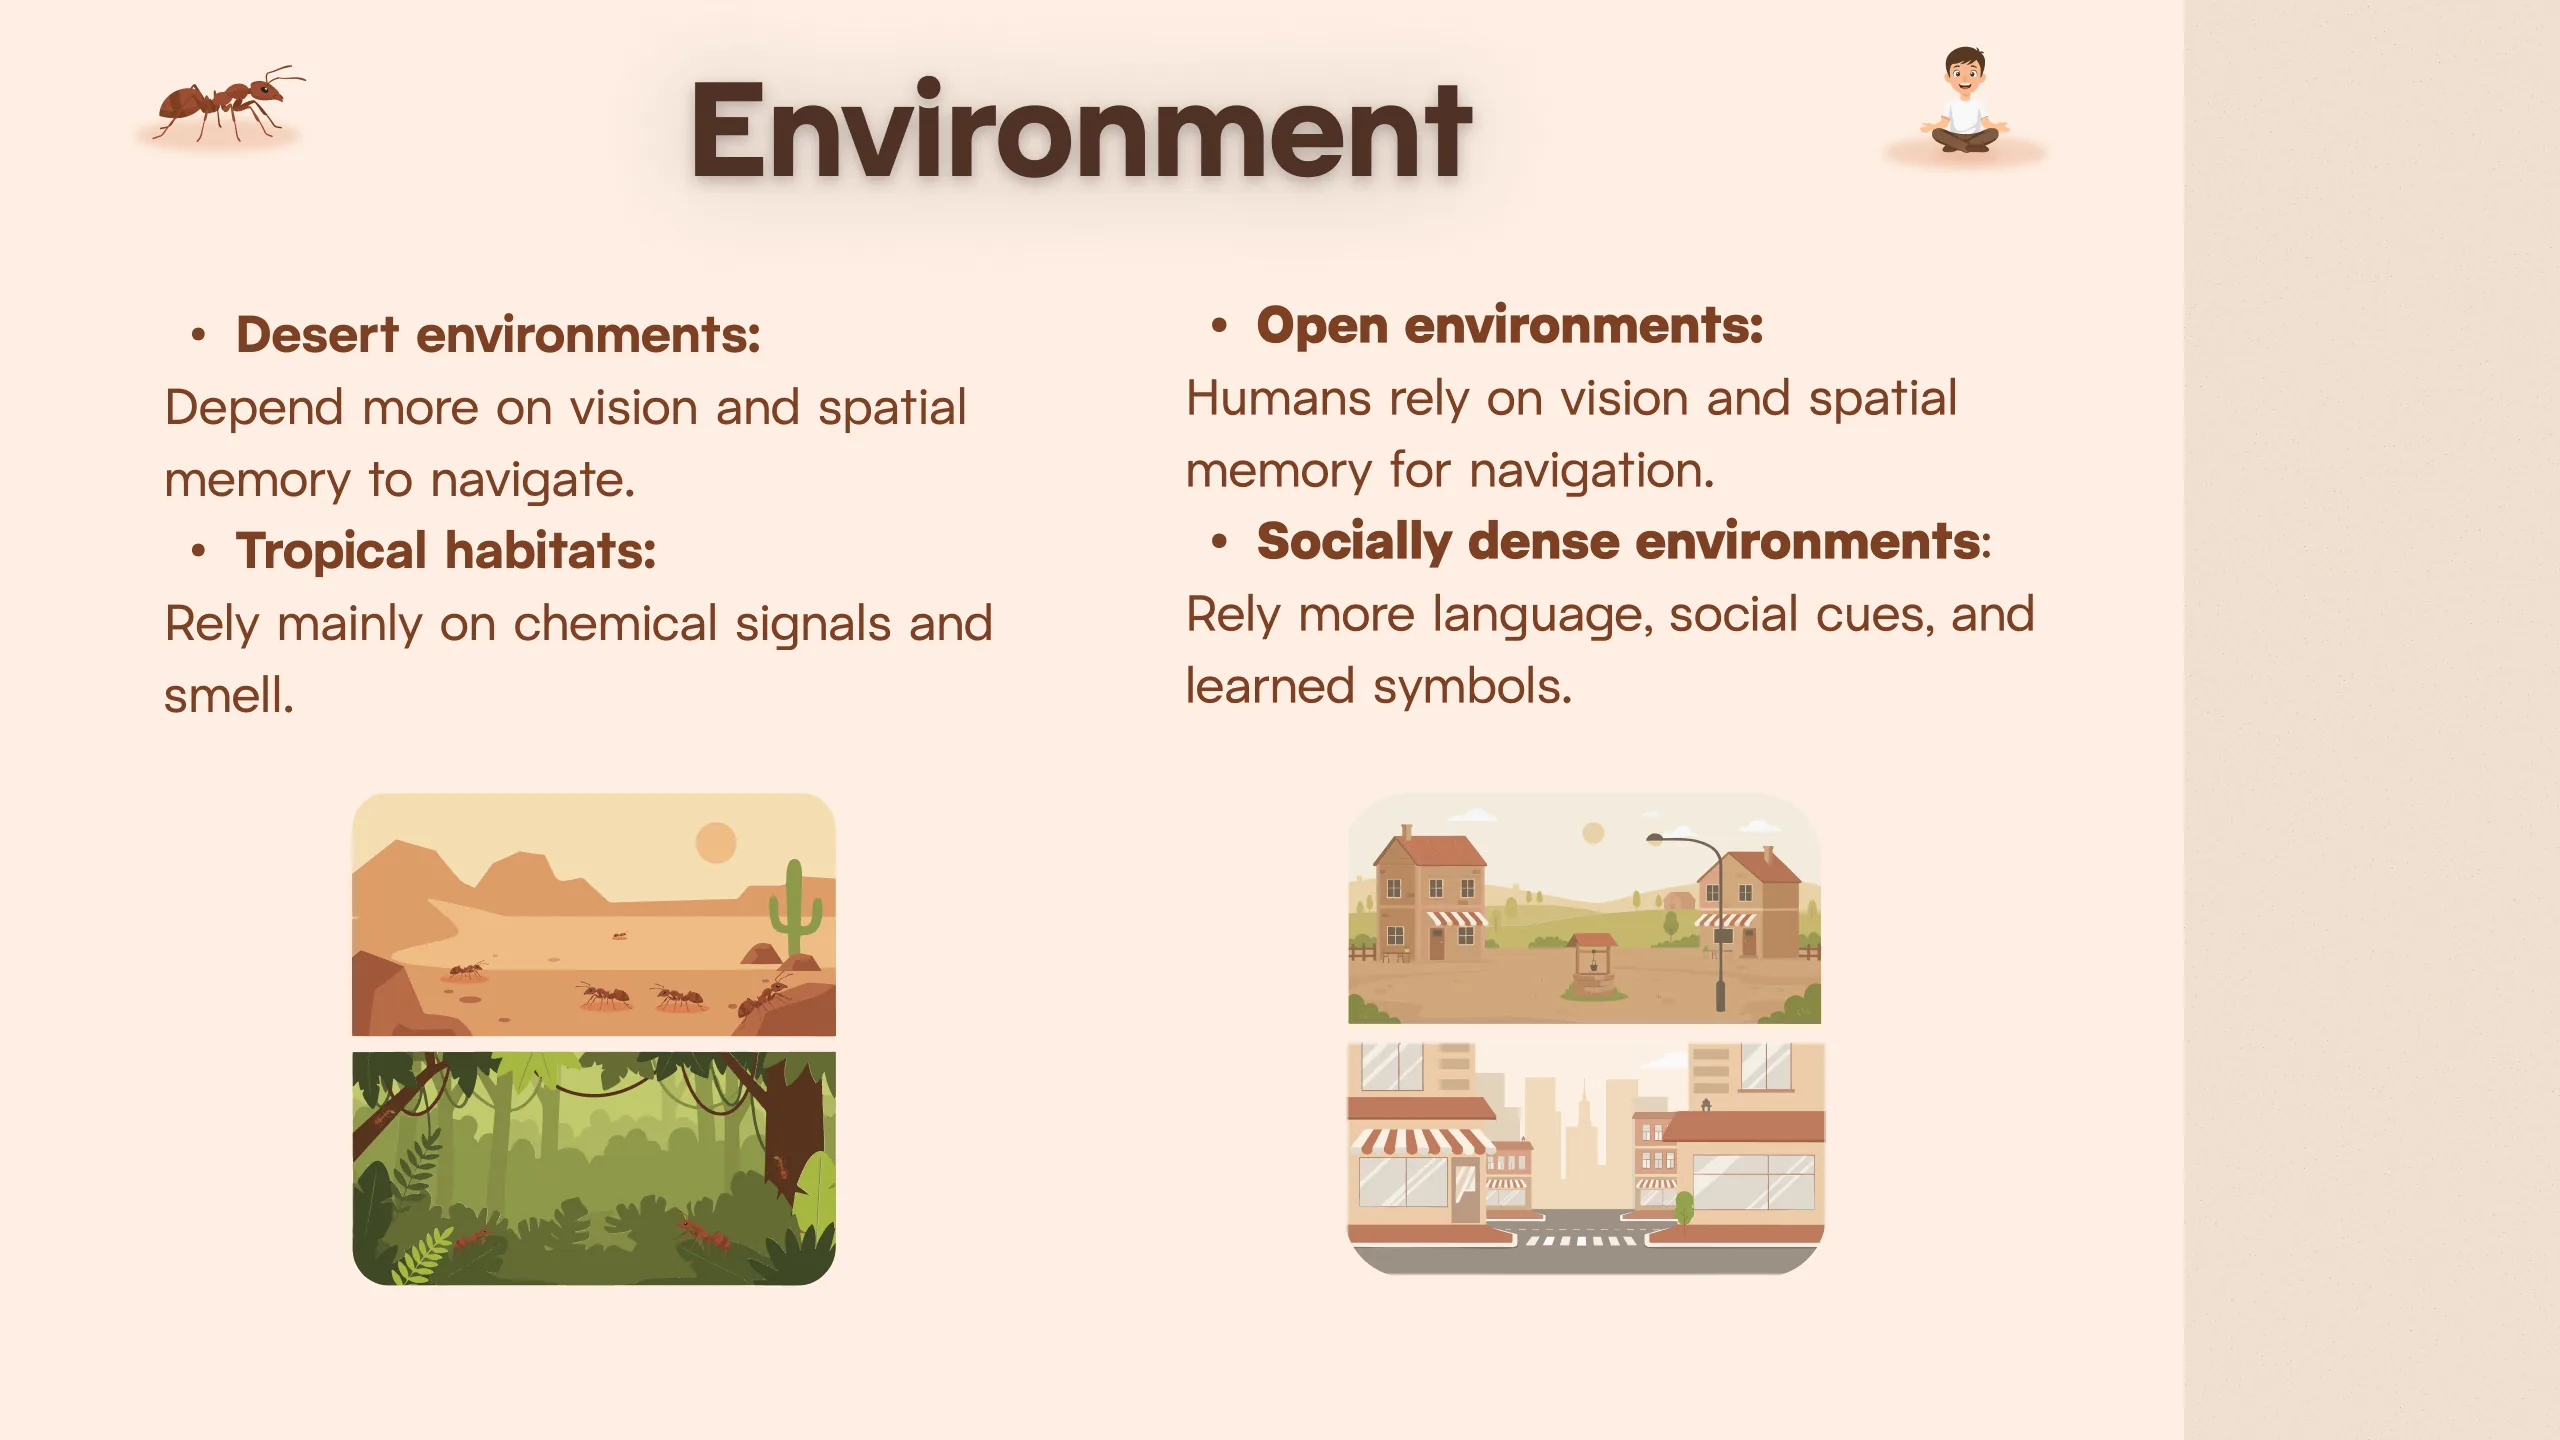 Environment
• Desert environments:
Depend more on vision and spatial
memory to navigate.
• Tropical habitats:
Rely mainly on chemical signals and
smell.
• Open environments:
Humans rely on vision and spatial
memory for navigation.
• Socially dense environments:
Rely more language, social cues, and
learned symbols.